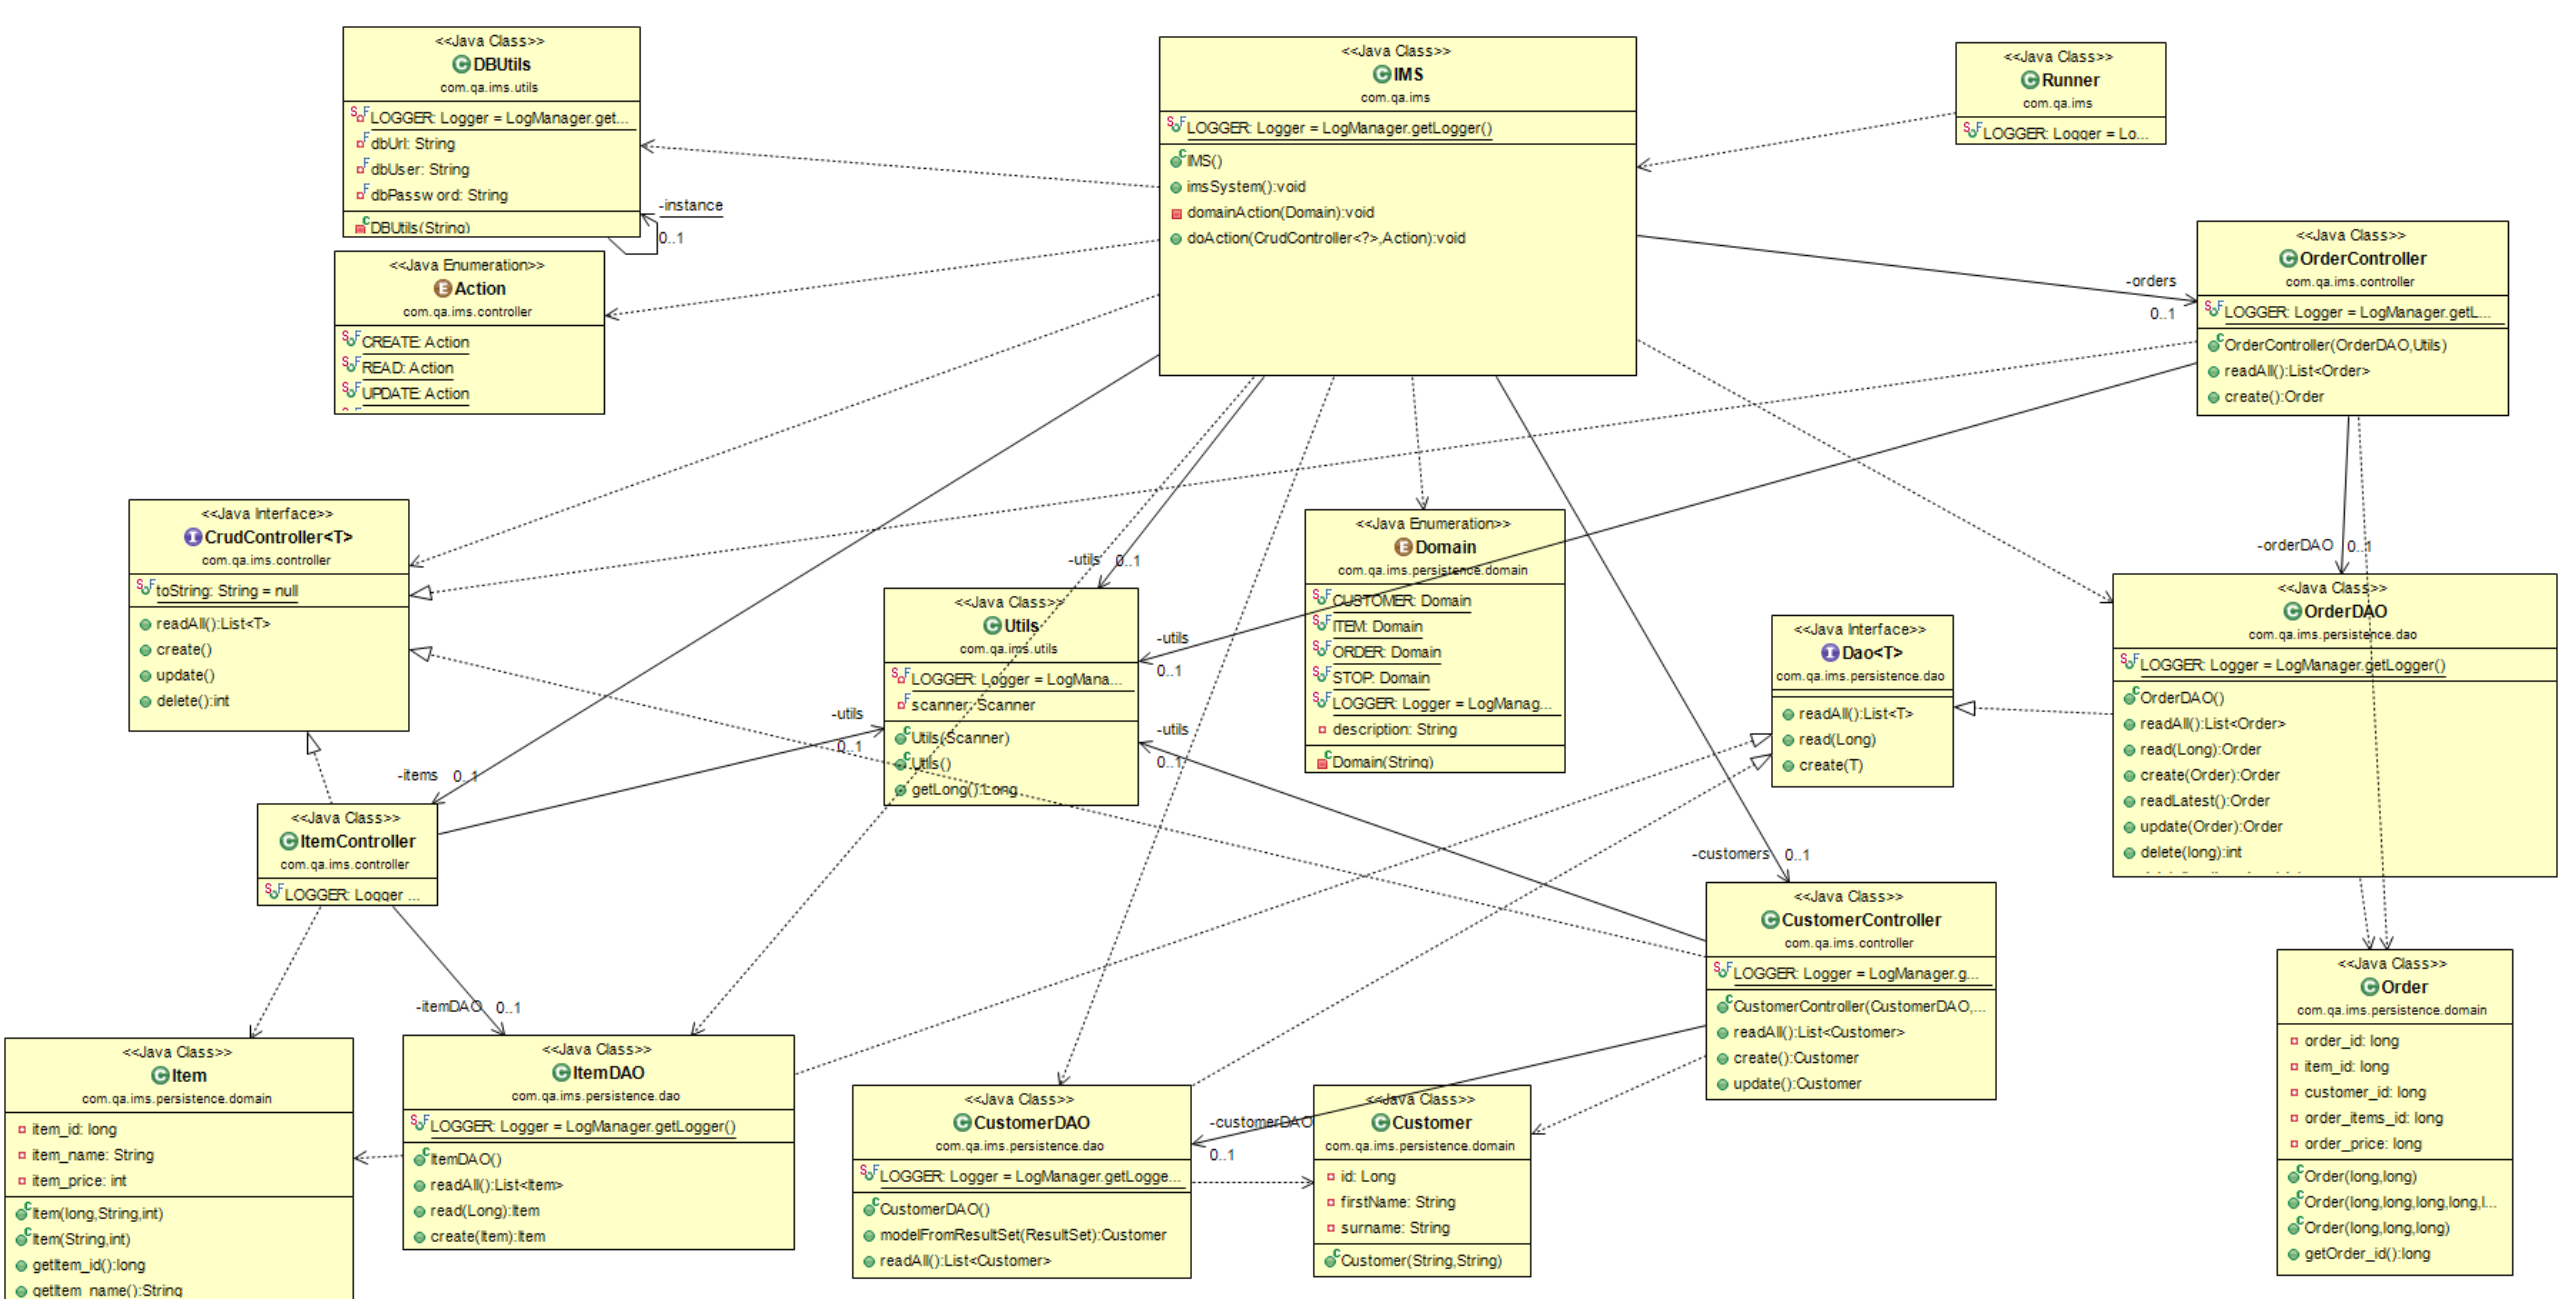 <<Java Class>>
DBUtils
com.qa.ims.utils
LOGGER: Logger = LogManager.get...
dbUrl: String
dbUser: String
dbPassword: String
DBUtils(String)
-instance
0..1
<<Java Enumeration>>
Action
com.qa.ims.controller
CREATE: Action
READ: Action
UPDATE: Action
<<Java Class>>
IMS
com.qa.ims
LOGGER: Logger = LogManager.getLogger()
IMS()
imsSystem():void
domainAction(Domain):void
doAction(CrudController<?>,Action):void
<<Java Class>>
Runner
com.qa.ims
LOGGER: Logger = Lo...
-orders
0..1
<<Java Class>>
OrderController
com.qa.ims.controller
LOGGER: Logger = LogManager.getL...
OrderController(OrderDAO,Utils)
readAll():List<Order>
create():Order
<<Java Interface>>
CrudController<T>
com.qa.ims.controller
toString: String = null
readAll():List<T>
create()
update()
delete():int
-utils
0..1
<<Java Class>>
Utils
com.qa.ims.utils
LOGGER: Logger = LogMana...
scanner: Scanner
Utils(Scanner)
Utils()
getLong():Long
-utils
0..1
-utils
0..1
-utils
0..1
<<Java Enumeration>>
Domain
com.qa.ims.persistence.domain
CUSTOMER: Domain
ITEM: Domain
ORDER: Domain
STOP: Domain
LOGGER: Logger = LogManag...
description: String
Domain(String)
<<Java Interface>>
Dao<T>
com.qa.ims.persistence.dao
readAll():List<T>
read(Long)
create(T)
-orderDAO
0..1
<<Java Class>>
OrderDAO
com.qa.ims.persistence.dao
LOGGER: Logger = LogManager.getLogger()
OrderDAO()
readAll():List<Order>
read(Long):Order
create(Order):Order
readLatest():Order
update(Order):Order
delete(long):int
-items
0..1
<<Java Class>>
ItemController
com.qa.ims.controller
LOGGER: Logger ...
-customers
0..1
<<Java Class>>
CustomerController
com.qa.ims.controller
LOGGER: Logger = LogManager.g...
CustomerController(CustomerDAO,...
readAll():List<Customer>
create():Customer
update():Customer
-itemDAO
0..1
<<Java Class>>
Item
com.qa.ims.persistence.domain
item_id: long
item_name: String
item_price: int
Item(long,String,int)
Item(String,int)
getItem_id():long
getItem_name():String
<<Java Class>>
ItemDAO
com.qa.ims.persistence.dao
LOGGER: Logger = LogManager.getLogger()
ItemDAO()
readAll():List<Item>
read(Long):Item
create(Item):Item
<<Java Class>>
CustomerDAO
com.qa.ims.persistence.dao
LOGGER: Logger = LogManager.getLogge...
CustomerDAO()
modelFromResultSet(ResultSet):Customer
readAll():List<Customer>
-customerDAO
0..1
<<Java Class>>
Customer
com.qa.ims.persistence.domain
id: Long
firstName: String
surname: String
Customer(String,String)
<<Java Class>>
Order
com.qa.ims.persistence.domain
order_id: long
item_id: long
customer_id: long
order_items_id: long
order_price: long
Order(long,long)
Order(long,long,long,long,l...
Order(long,long,long)
getOrder_id():long